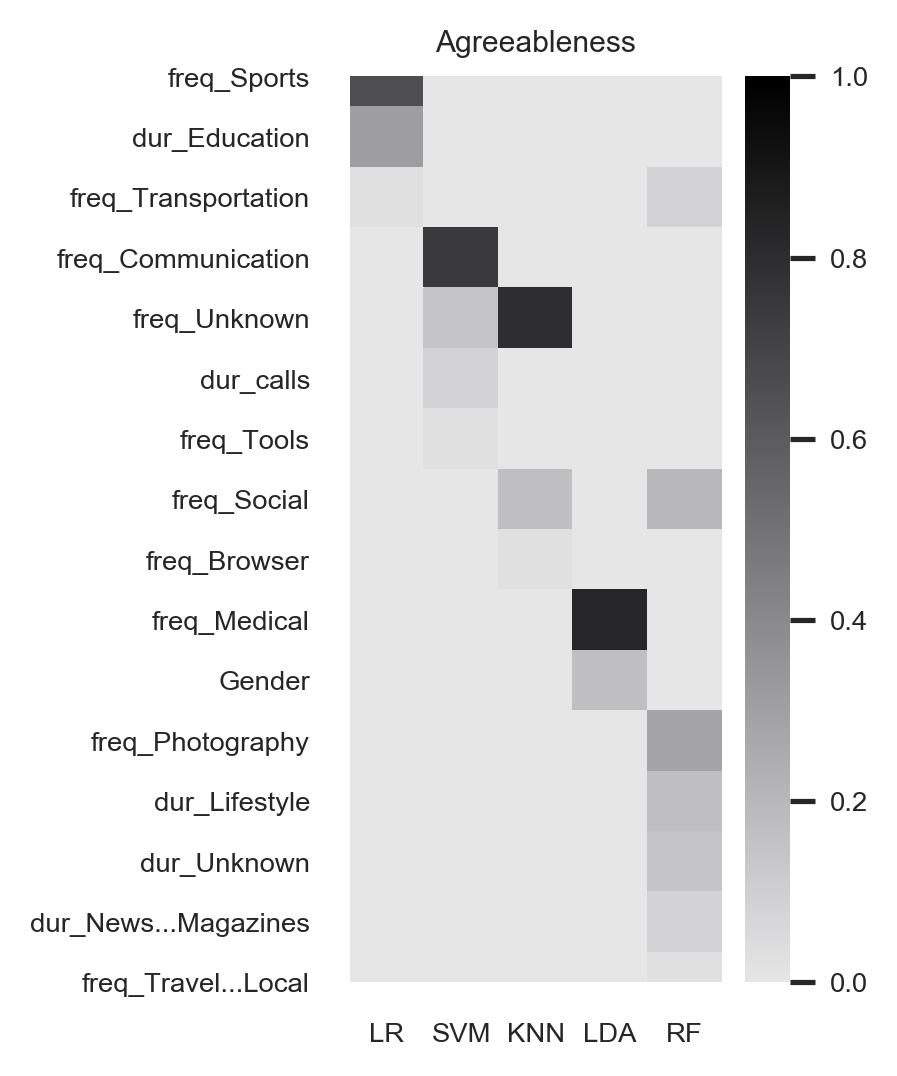 Agreeableness
freq_Sports
dur_Education
freq_Transportation
freq_Communication
freq_Unknown
dur_calls
freq_Tools
freq_Social
freq_Browser
freq_Medical
Gender
freq_Photography
dur_Lifestyle
dur_Unknown
dur_News...Magazines
freq_Travel...Local
LR SVM KNN LDA RF
1.0
0.8
0.6
0.4
0.2
0.0